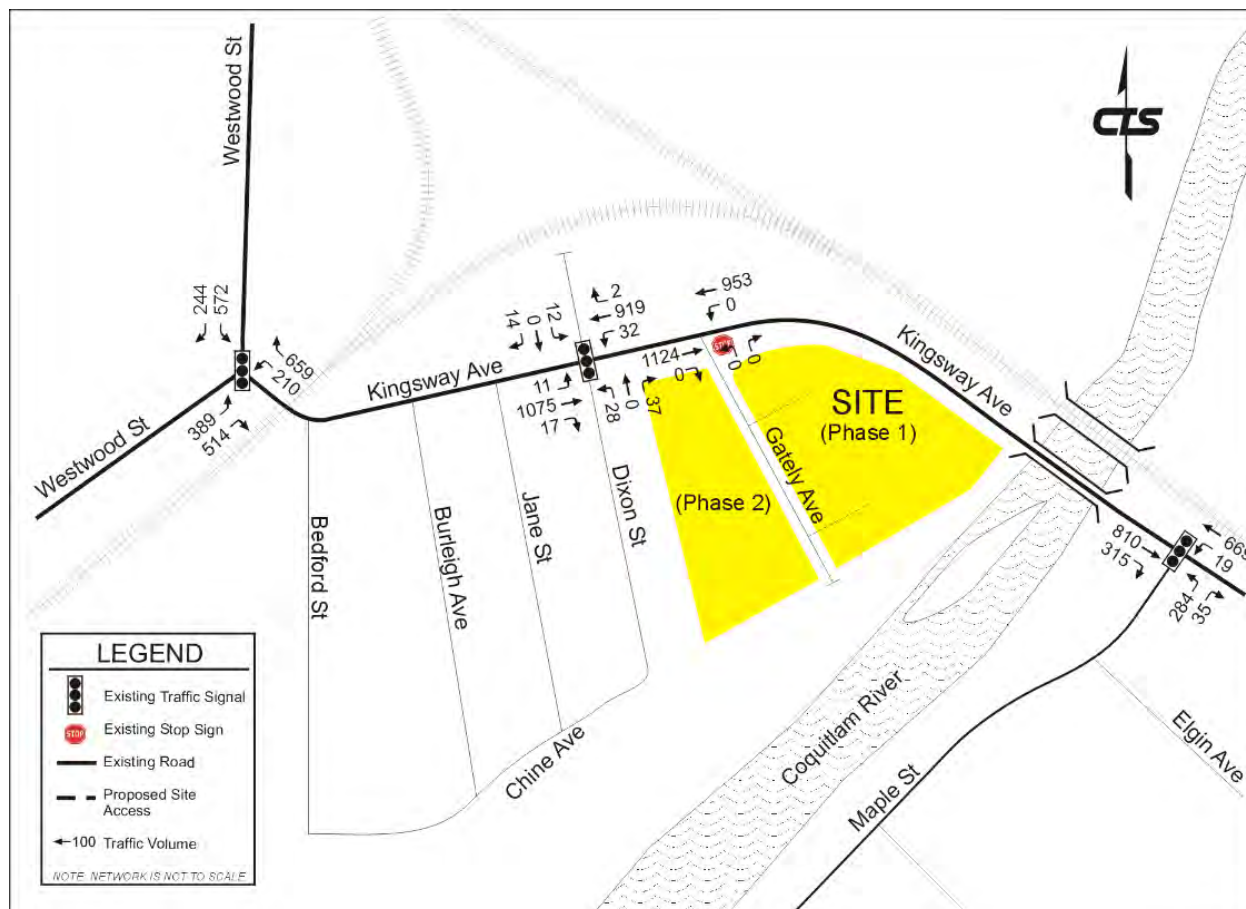 Westwood St
CTS
244
572
659
210
389
514
Westwood St
14
0
12
2
919
32
Kingsway Ave
11
1075
17
28
0
37
953
0
1124
0
STOP
0
0
Kingsway Ave
SITE
(Phase 1)
(Phase 2)
Gately Ave
Dixon St
Jane St
Burleigh Ave
Bedford St
Chine Ave
Coquitlam River
Maple St
Elgin Ave
810
315
669
19
284
35
LEGEND
Existing Traffic Signal
STOP
Existing Stop Sign
Existing Road
Proposed Site
Access
100 Traffic Volume
NOTE: NETWORK IS NOT TO SCALE